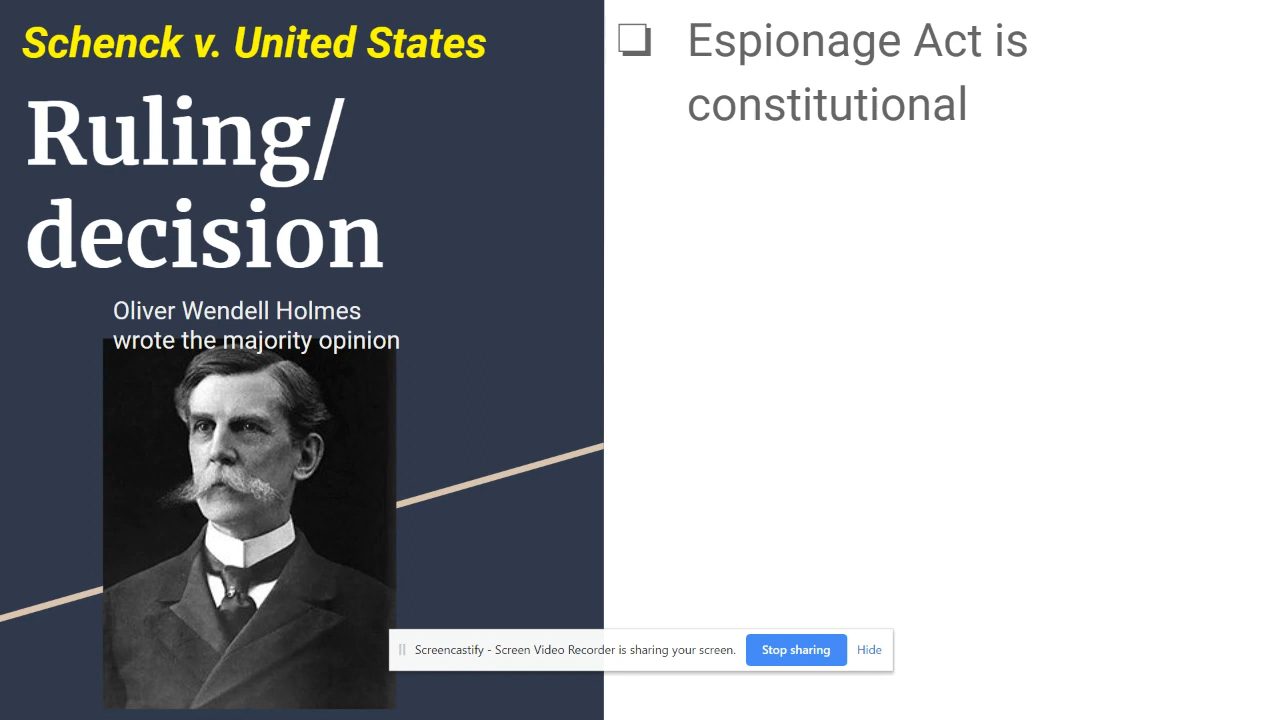 Schenck v. United States
Ruling/
decision
Oliver Wendell Holmes
wrote the majority opinion
Espionage Act is
constitutional
Screencastify - Screen Video Recorder is sharing your screen.
Stop sharing
Hide